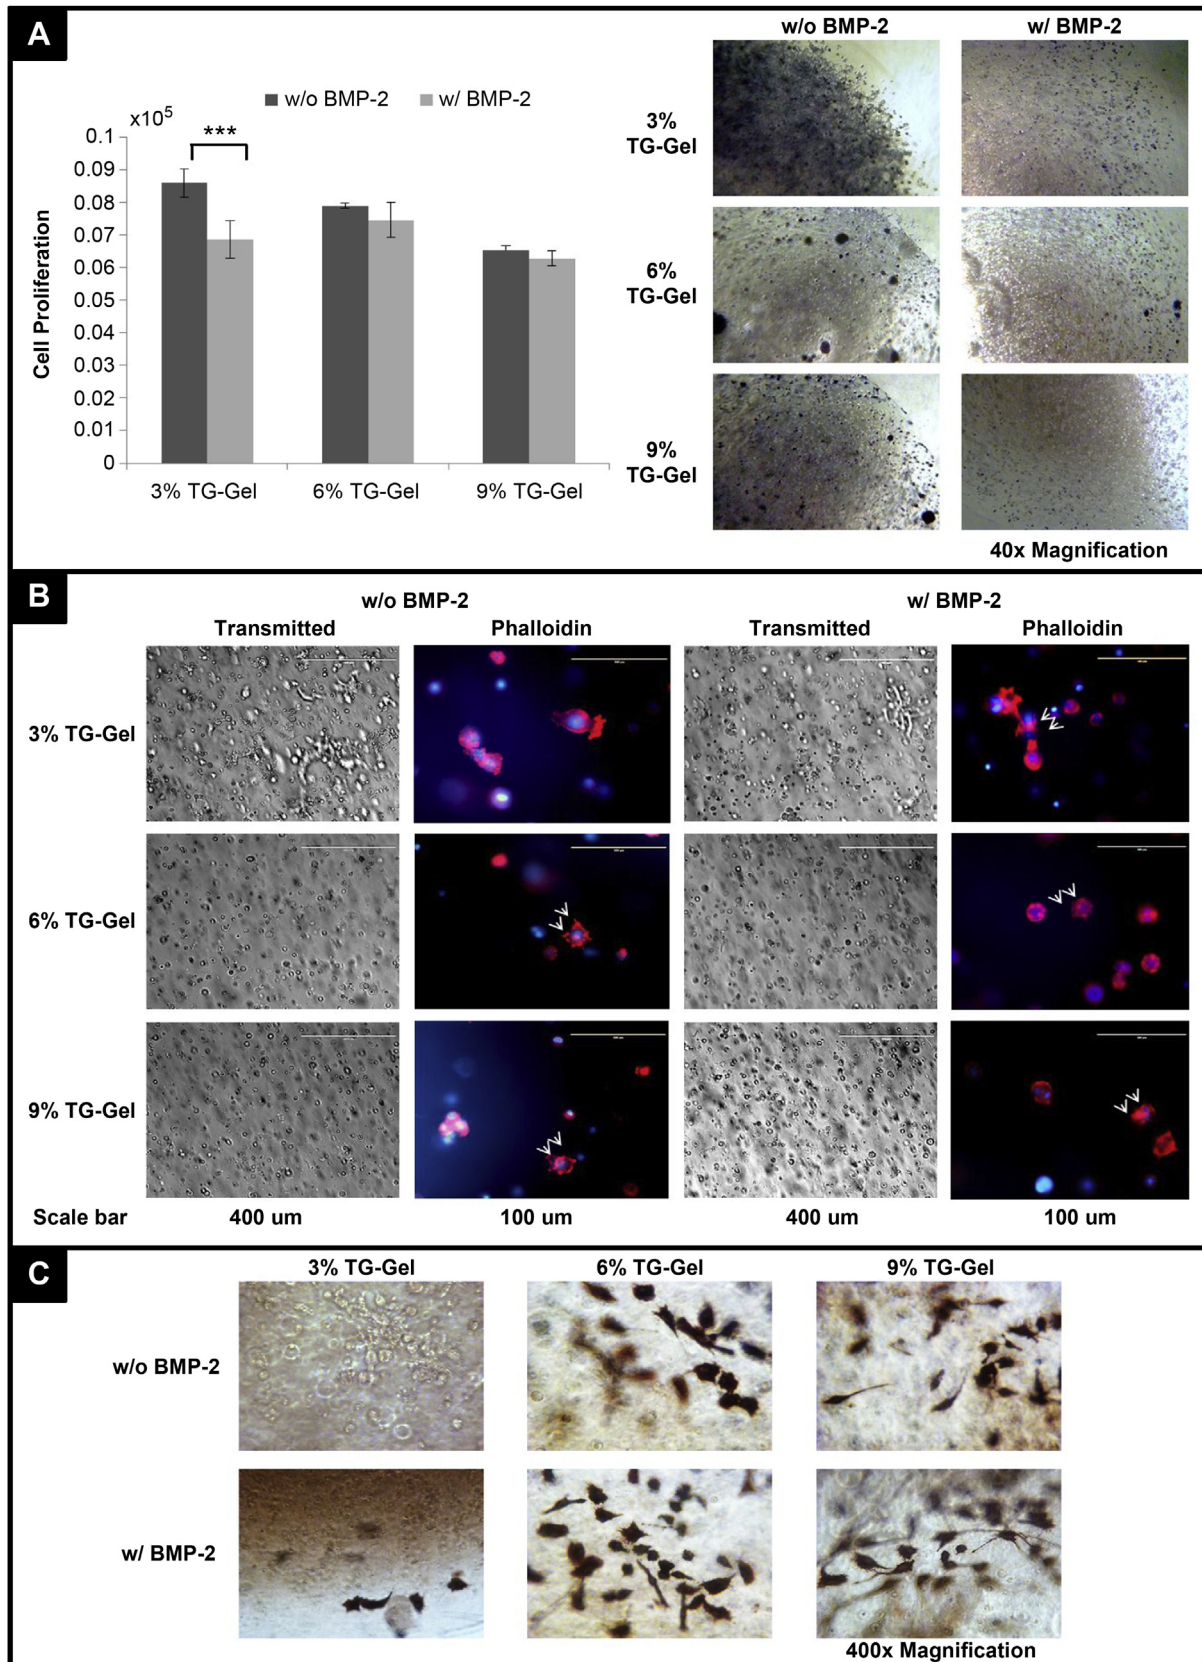 A
w/o BMP-2 w/ BMP-2
x10⁵
w/o BMP-2 w/ BMP-2
***
0.1
0.09
0.08
0.07
0.06
0.05
0.04
0.03
0.02
0.01
0
Cell Proliferation
3% TG-Gel 6% TG-Gel 9% TG-Gel
3%
TG-Gel
6%
TG-Gel
9%
TG-Gel
40x Magnification
B
w/o BMP-2 w/ BMP-2
Transmitted Phalloidin Transmitted Phalloidin
3% TG-Gel
6% TG-Gel
9% TG-Gel
Scale bar 400 um 100 um 400 um 100 um
C
3% TG-Gel 6% TG-Gel 9% TG-Gel
w/o BMP-2
w/ BMP-2
400x Magnification